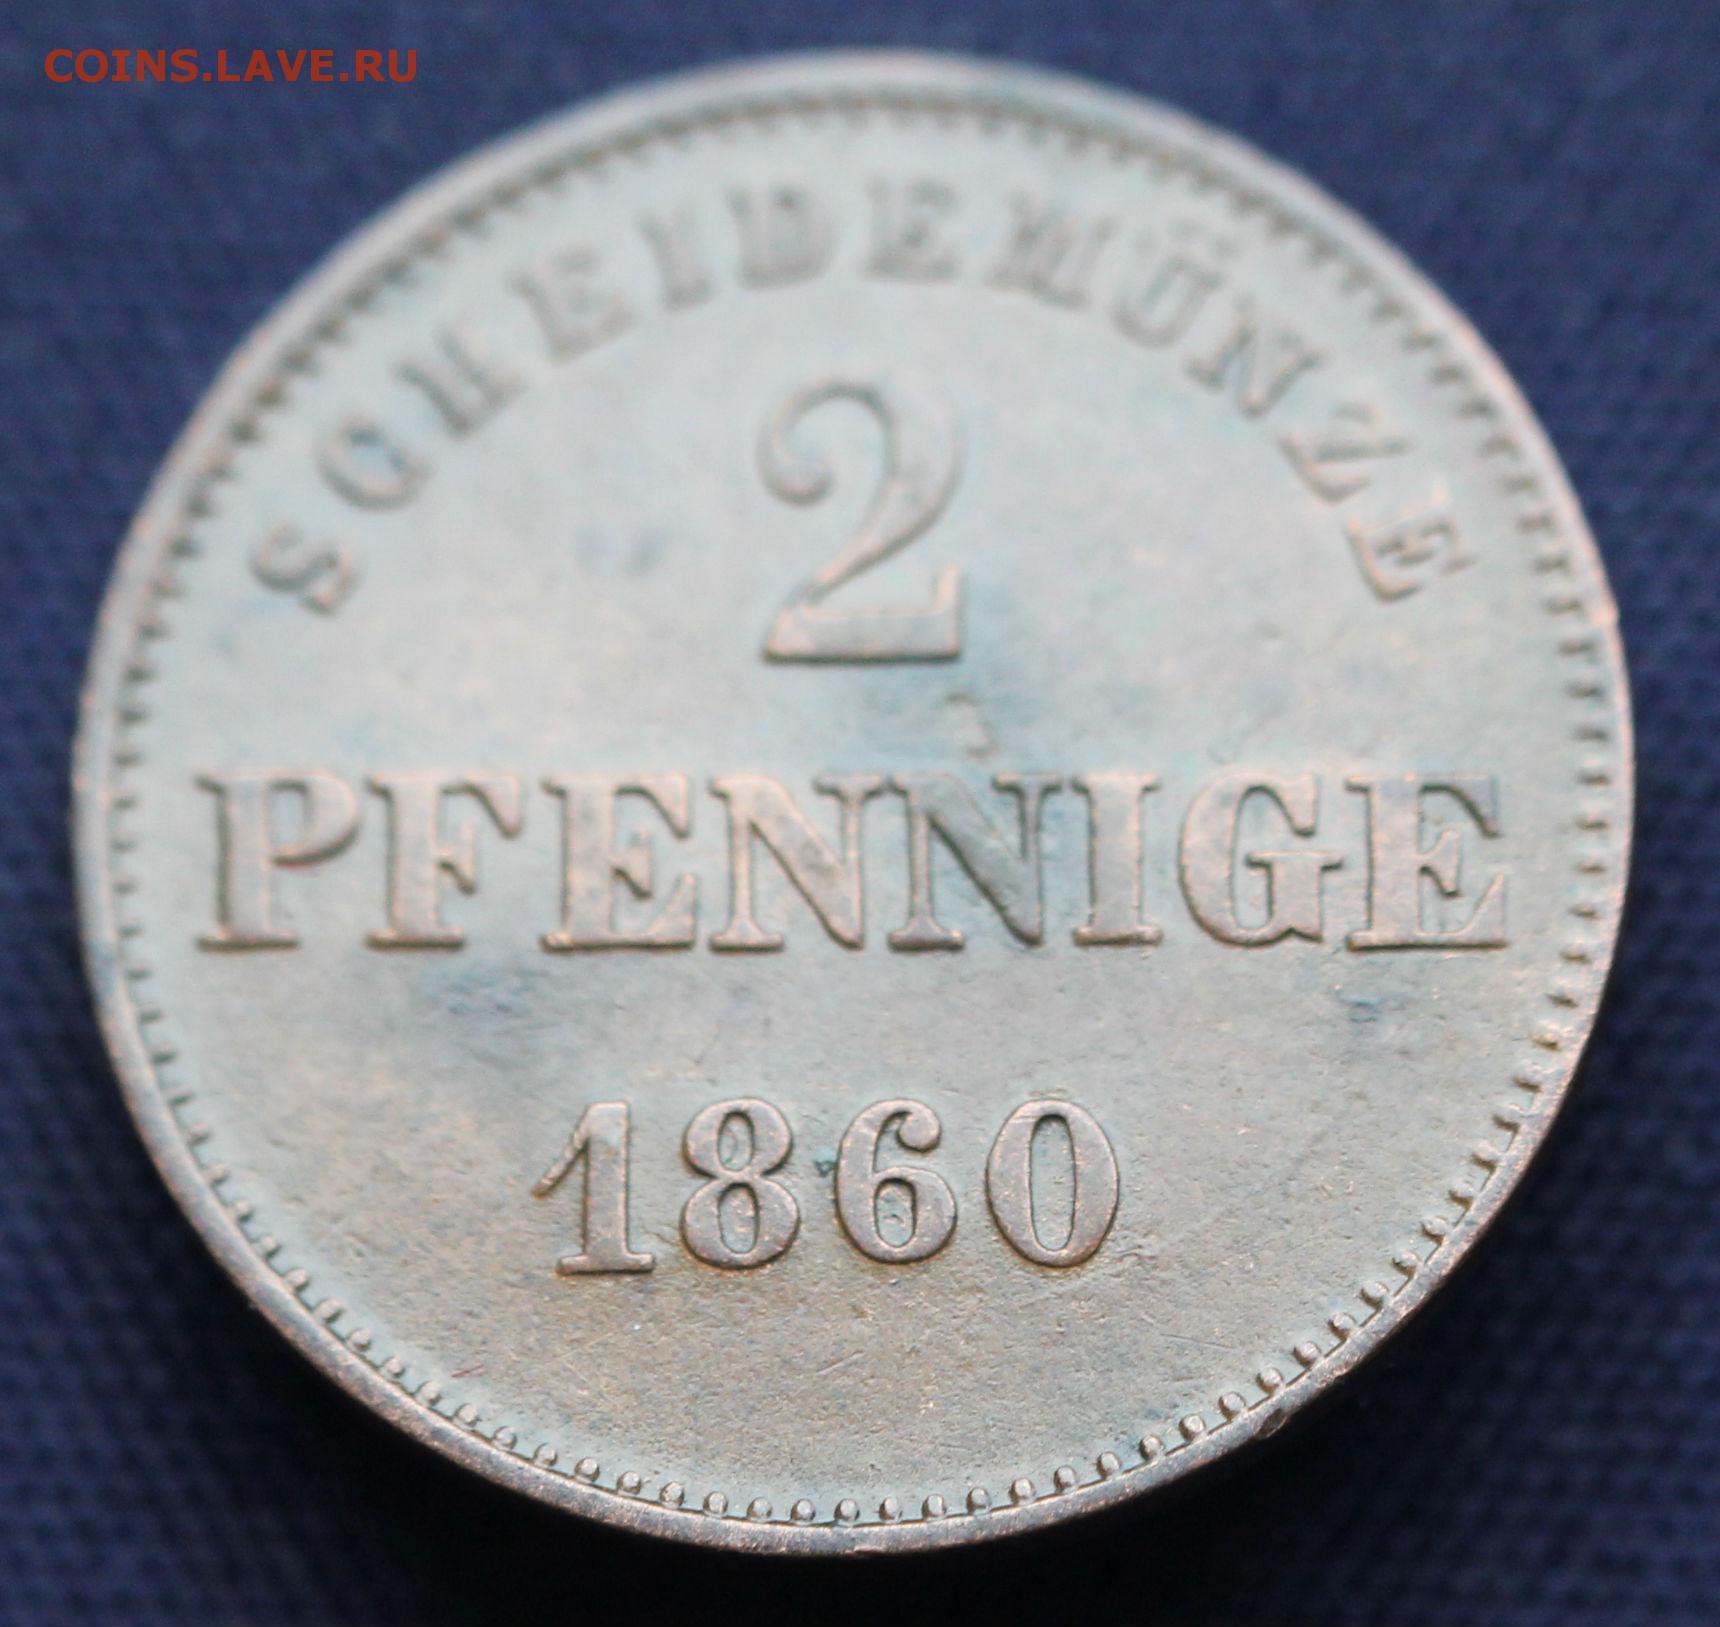 COINS.LAVE.RU
SCHEIDEMÜNZE
2
PFENNIGE
1860